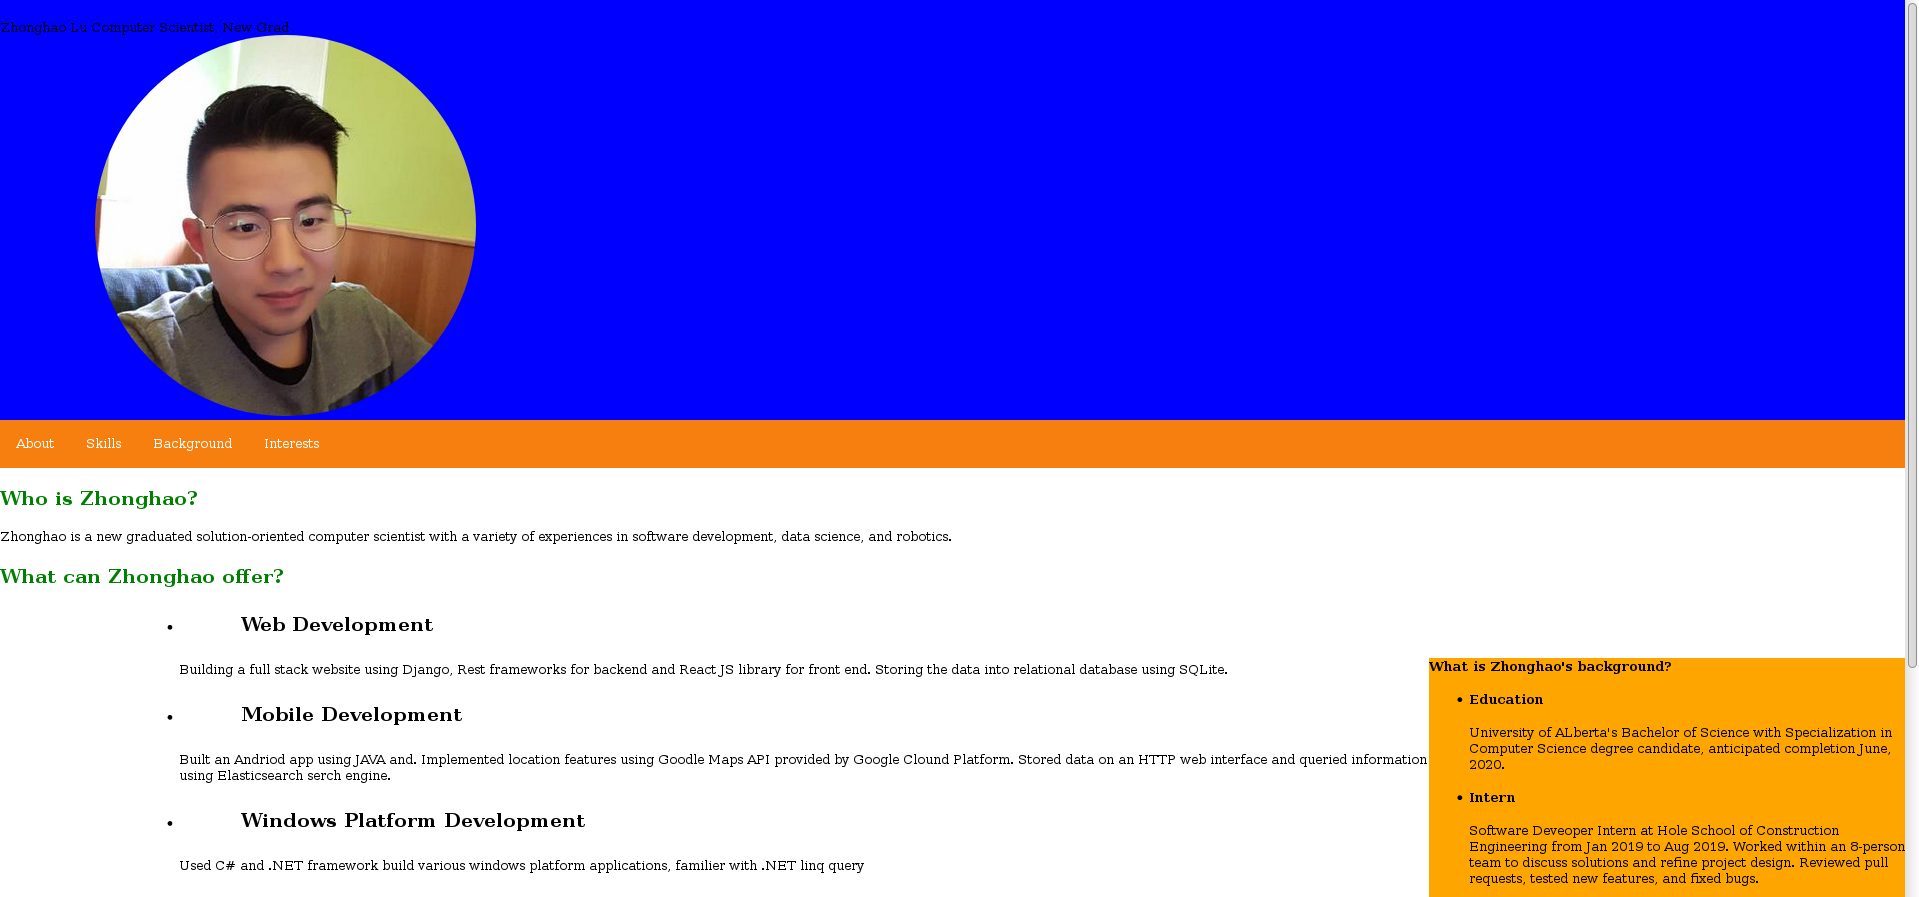 Zhonghao Lu Computer Scientist, New Grad
About Skills Background Interests
Who is Zhonghao?
Zhonghao is a new graduated solution-oriented computer scientist with a variety of experiences in software development, data science, and robotics.
What can Zhonghao offer?
Web Development
Building a full stack website using Django, Rest frameworks for backend and React JS library for front end. Storing the data into relational database using SQLite.
Mobile Development
Built an Andriod app using JAVA and. Implemented location features using Goodle Maps API provided by Google Clound Platform. Stored data on an HTTP web interface and queried information
using Elasticsearch serch engine.
Windows Platform Development
Used C# and .NET framework build various windows platform applications, familier with .NET linq query
What is Zhonghao's background?
Education
University of ALberta's Bachelor of Science with Specialization in
Computer Science degree candidate, anticipated completion June,
2020.
Intern
Software Deveoper Intern at Hole School of Construction
Engineering from Jan 2019 to Aug 2019. Worked within an 8-person
team to discuss solutions and refine project design. Reviewed pull
requests, tested new features, and fixed bugs.